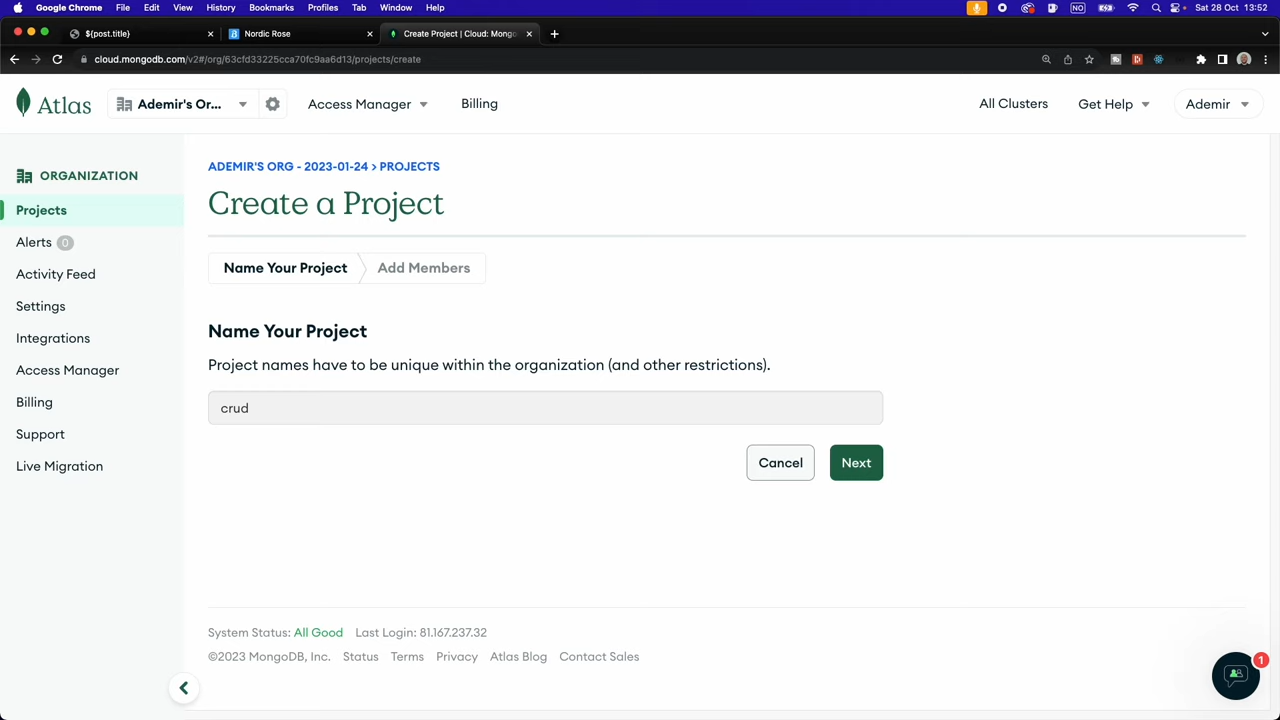 Google Chrome File Edit View History Bookmarks Profiles Tab Window Help NO Sat 28 Oct 13:52
${post.title} Nordic Rose Create Project | Cloud: Mongo
cloud.mongodb.com/v2#/org/63cfd33225cca70fc9aa6d13/projects/create
Atlas Ademir's Or... Access Manager Billing All Clusters Get Help Ademir
ORGANIZATION
Projects
Alerts 0
Activity Feed
Settings
Integrations
Access Manager
Billing
Support
Live Migration
ADEMIR'S ORG - 2023-01-24 > PROJECTS
Create a Project
Name Your Project Add Members
Name Your Project
Project names have to be unique within the organization (and other restrictions).
crud
Cancel Next
System Status: All Good Last Login: 81.167.237.32
©2023 MongoDB, Inc. Status Terms Privacy Atlas Blog Contact Sales
1